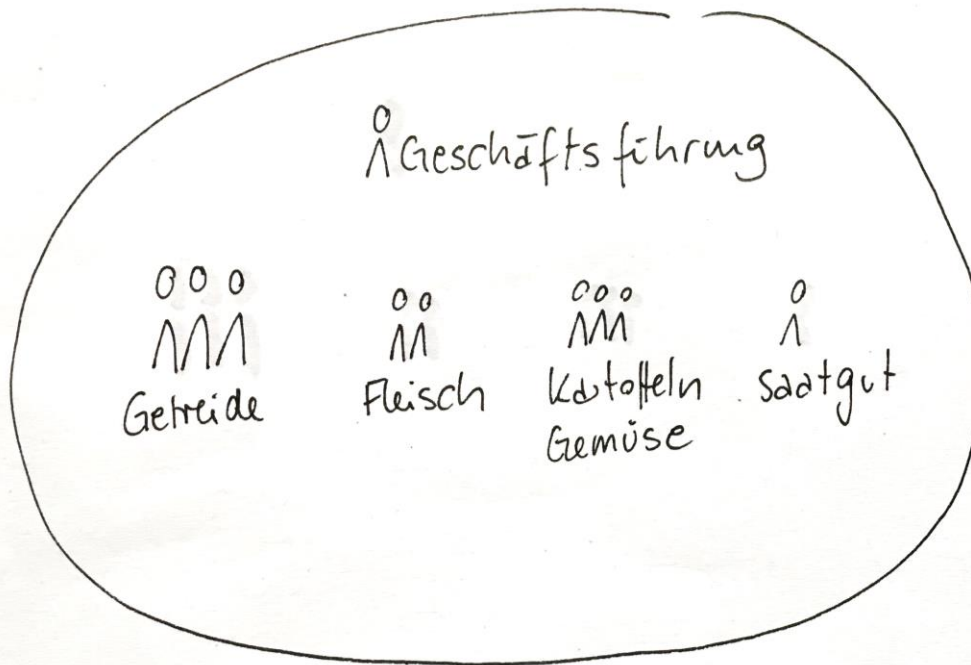 Geschäftsführung
Getreide
Fleisch
Kartoffeln
Gemüse
Saatgut